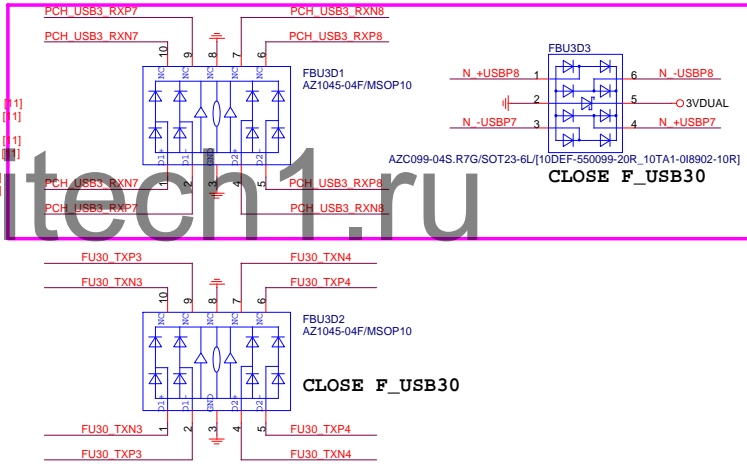 PCH_USB3_RXP7
PCH_USB3_RXN8
PCH_USB3_RXN7
PCH_USB3_RXP8
10
9
8
7
6
NC
NC
NC
NC
FBU3D1
AZ1045-04F/MSOP10
D1+
D1-
GND
D2+
D2-
1
2
3
4
5
PCH_USB3_RXN7
PCH_USB3_RXP8
PCH_USB3_RXP7
PCH_USB3_RXN8
[11]
[11]
[11]
FBU3D3
N_+USBP8
1
6
N_-USBP8
2
5
3VDUAL
N_-USBP7
3
4
N_+USBP7
AZC099-04S.R7G/SOT23-6L/[10DEF-550099-20R_10TA1-0I8902-10R]
CLOSE F_USB30
itech1.ru
FU30_TXP3
FU30_TXN4
FU30_TXN3
FU30_TXP4
10
9
8
7
6
NC
NC
NC
NC
FBU3D2
AZ1045-04F/MSOP10
CLOSE F_USB30
D1+
D1-
GND
D2+
D2-
1
2
3
4
5
FU30_TXN3
FU30_TXP4
FU30_TXP3
FU30_TXN4